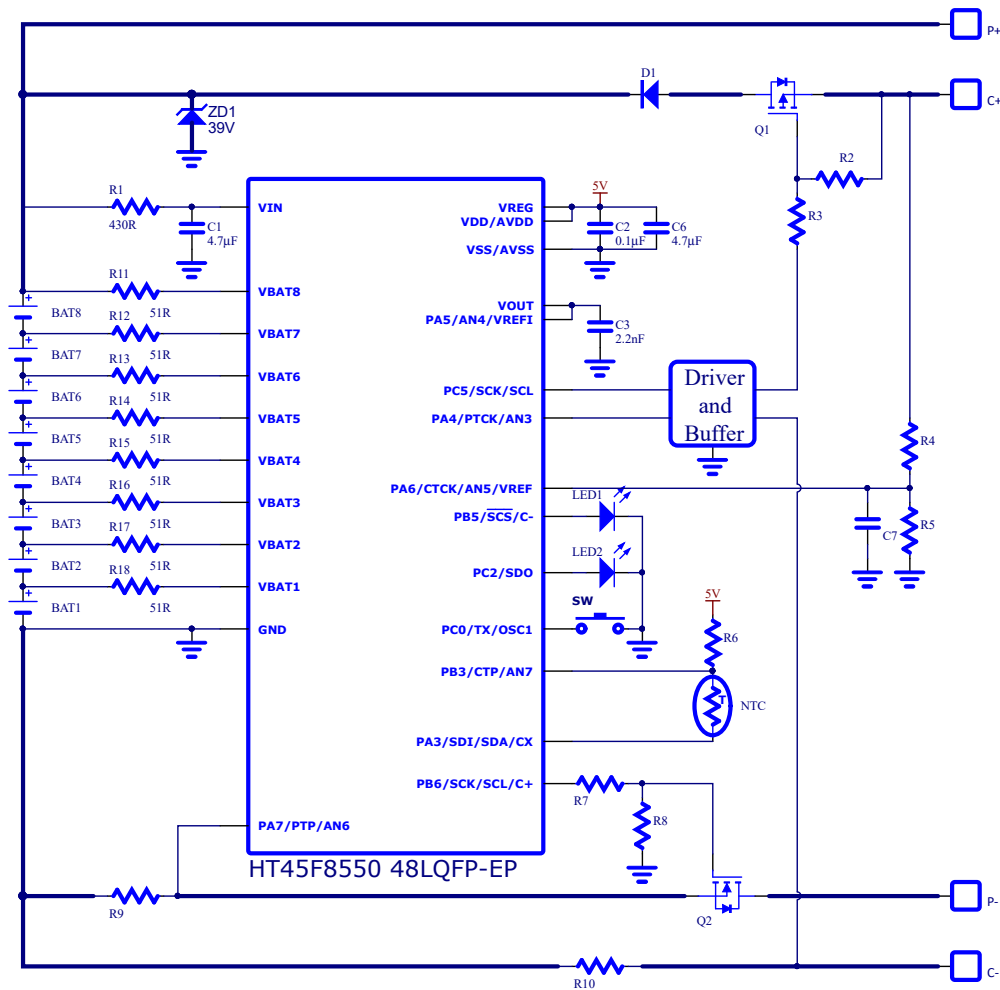 P+
D1
C+
ZD1
39V
Q1
R2
R1
430R
C1
4.7µF
VIN
5V
VREG
VDD/AVDD
C2
0.1µF
C6
4.7µF
VSS/AVSS
R3
R11
51R
VBAT8
BAT8
VOUT
PA5/AN4/VREFI
C3
2.2nF
R12
51R
VBAT7
BAT7
R13
51R
VBAT6
BAT6
PC5/SCK/SCL
Driver
and
Buffer
R14
51R
VBAT5
BAT5
PA4/PTCK/AN3
R15
51R
VBAT4
BAT4
R4
R16
51R
VBAT3
BAT3
PA6/CTCK/AN5/VREF
LED1
PB5/SCS/C-
C7
R5
R17
51R
VBAT2
BAT2
LED2
PC2/SDO
R18
51R
VBAT1
BAT1
SW
5V
GND
PC0/TX/OSC1
R6
PB3/CTP/AN7
T
NTC
PA3/SDI/SDA/CX
PB6/SCK/SCL/C+
R7
R8
PA7/PTP/AN6
HT45F8550 48LQFP-EP
R9
Q2
P-
R10
C-